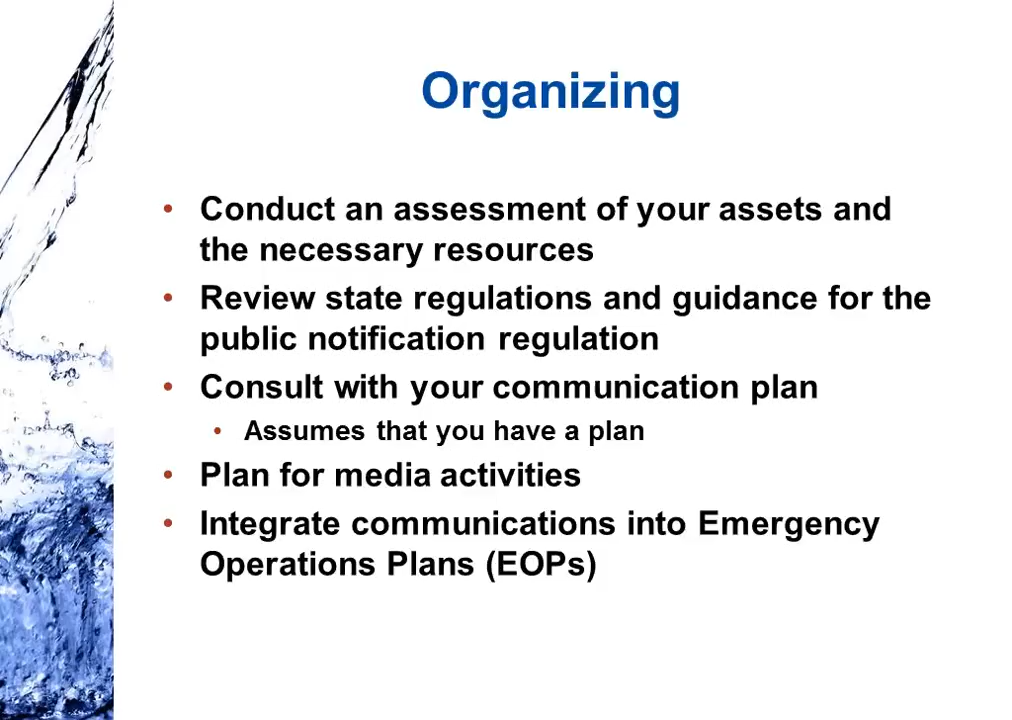 Organizing
• Conduct an assessment of your assets and
the necessary resources
• Review state regulations and guidance for the
public notification regulation
• Consult with your communication plan
• Assumes that you have a plan
• Plan for media activities
• Integrate communications into Emergency
Operations Plans (EOPs)